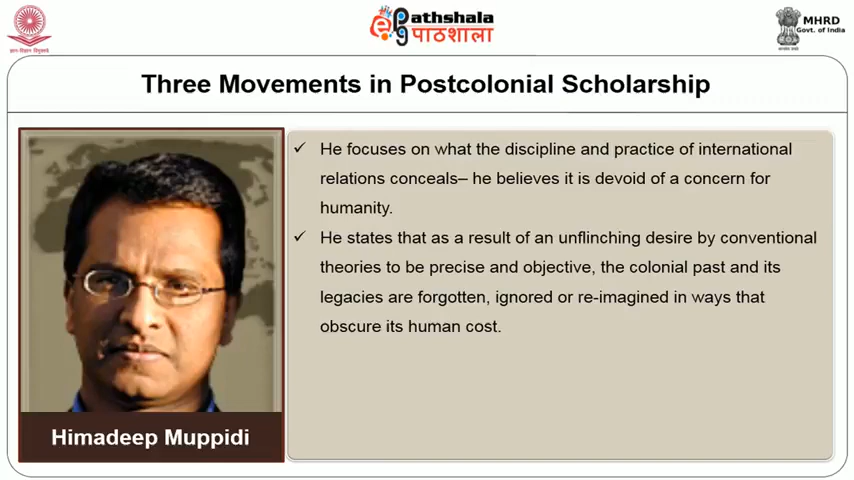 ePathshala
पाठशाला
MHRD
Govt. of India
Three Movements in Postcolonial Scholarship
✓ He focuses on what the discipline and practice of international
relations conceals– he believes it is devoid of a concern for
humanity.
✓ He states that as a result of an unflinching desire by conventional
theories to be precise and objective, the colonial past and its
legacies are forgotten, ignored or re-imagined in ways that
obscure its human cost.
Himadeep Muppidi